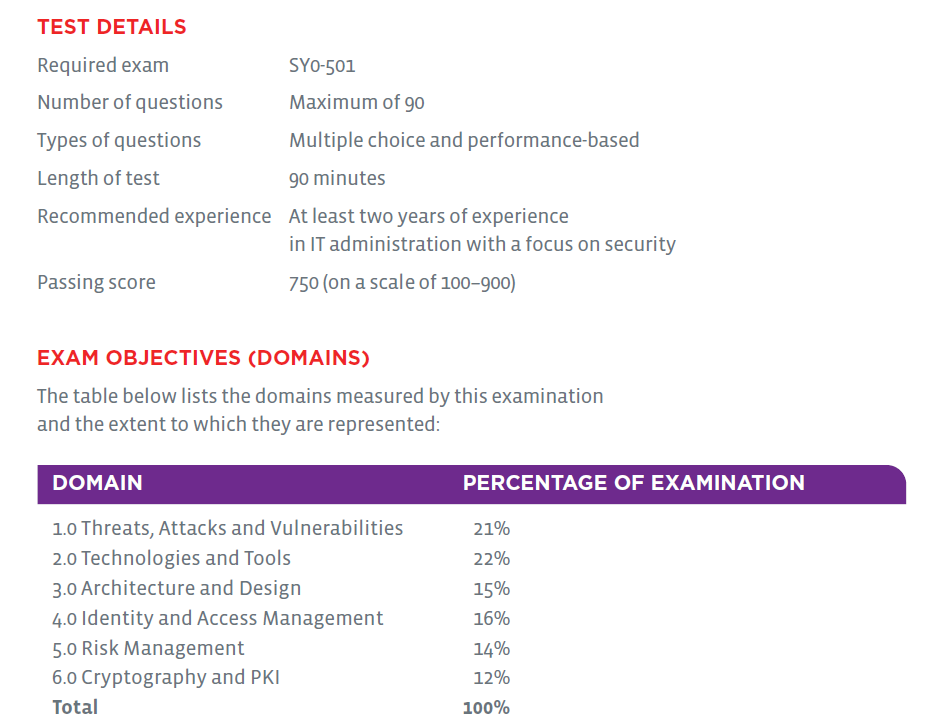 TEST DETAILS
Required exam SY0-501
Number of questions Maximum of 90
Types of questions Multiple choice and performance-based
Length of test 90 minutes
Recommended experience At least two years of experience
in IT administration with a focus on security
Passing score 750 (on a scale of 100–900)
EXAM OBJECTIVES (DOMAINS)
The table below lists the domains measured by this examination
and the extent to which they are represented:
DOMAIN PERCENTAGE OF EXAMINATION
1.0 Threats, Attacks and Vulnerabilities 21%
2.0 Technologies and Tools 22%
3.0 Architecture and Design 15%
4.0 Identity and Access Management 16%
5.0 Risk Management 14%
6.0 Cryptography and PKI 12%
Total 100%